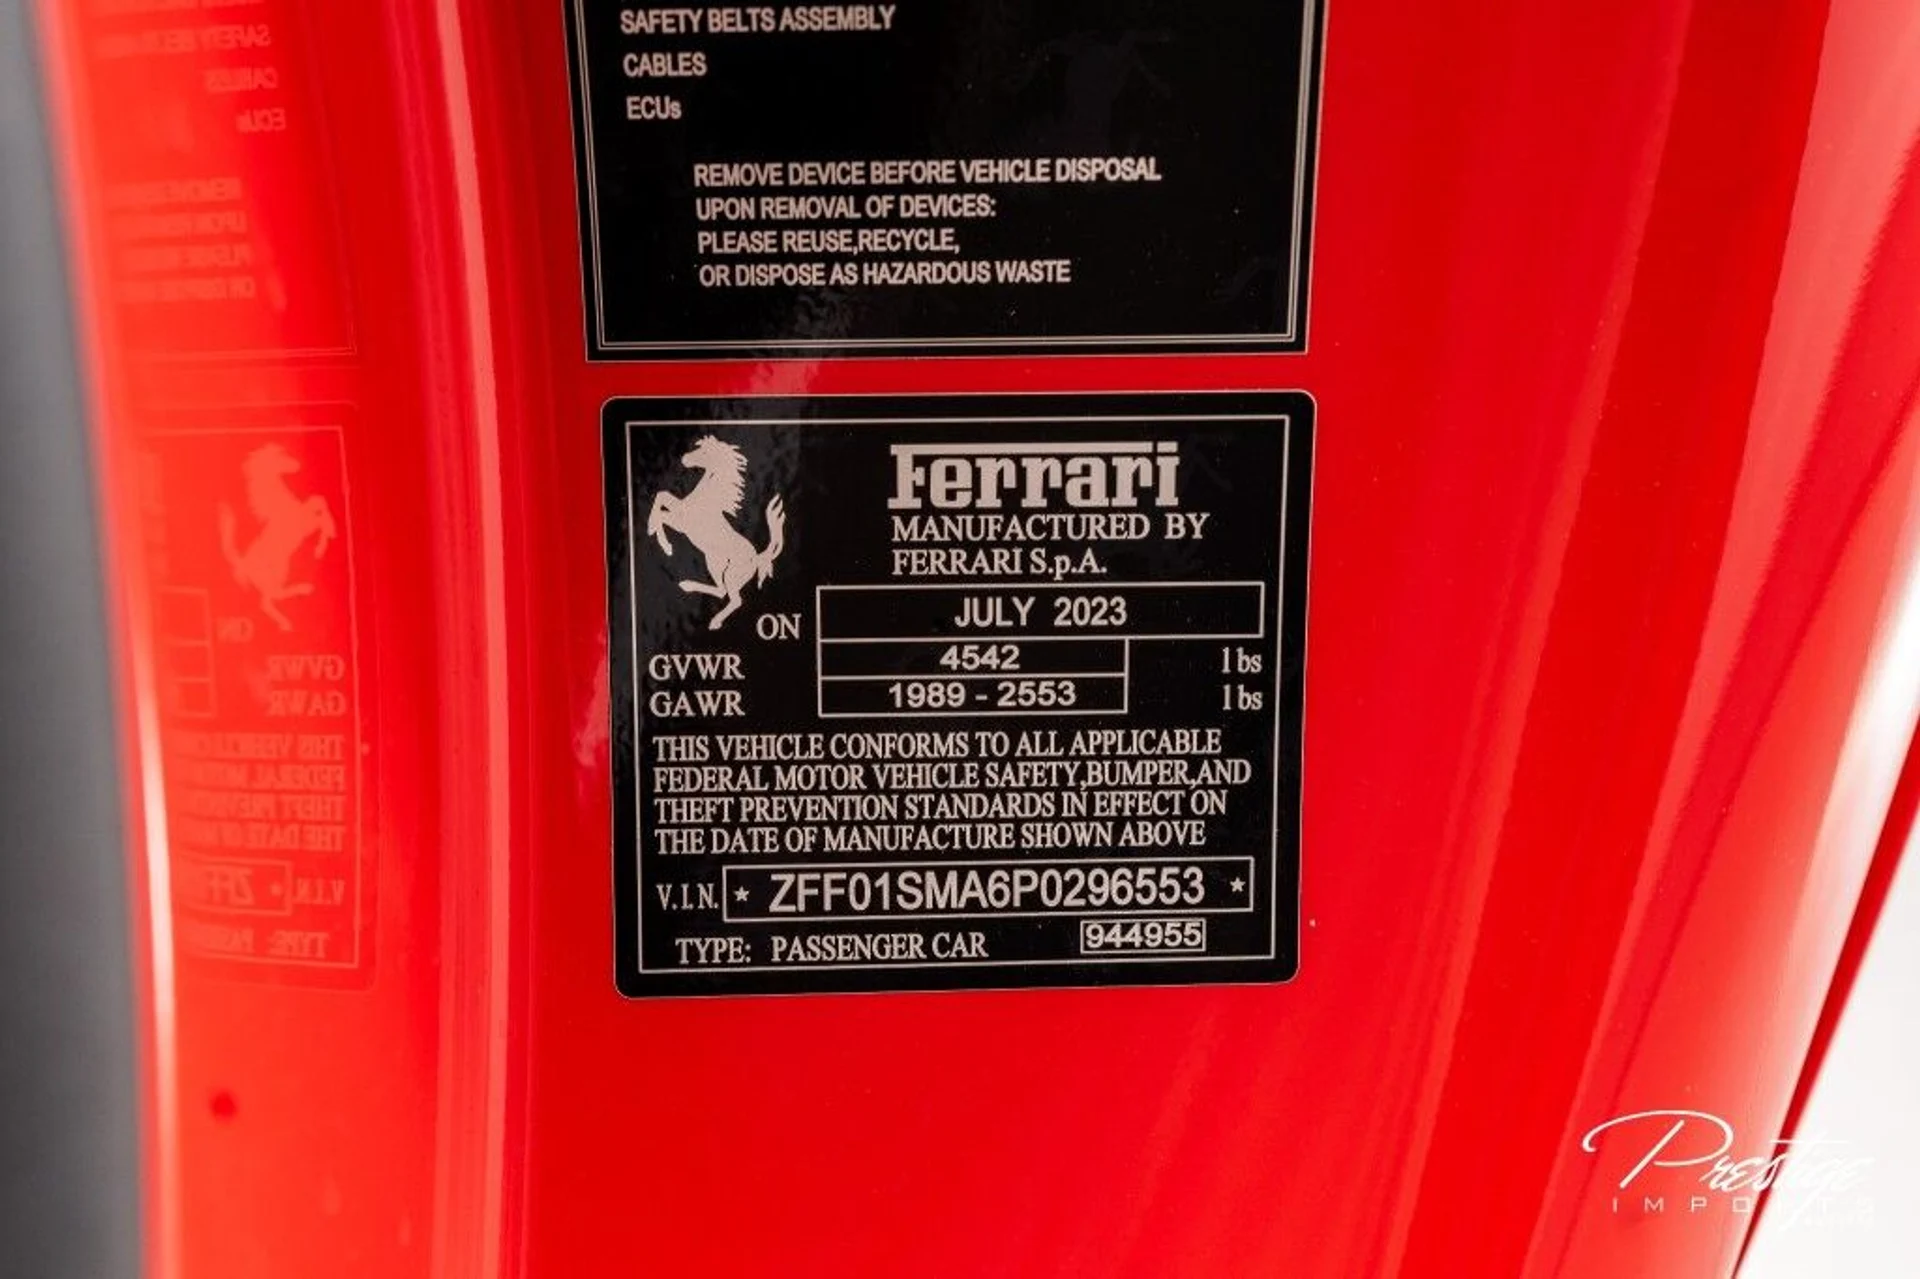 SAFETY BELTS ASSEMBLY
CABLES
ECUs
REMOVE DEVICE BEFORE VEHICLE DISPOSAL
UPON REMOVAL OF DEVICES:
PLEASE REUSE,RECYCLE,
OR DISPOSE AS HAZARDOUS WASTE
Ferrari
MANUFACTURED BY
FERRARI S.p.A.
ON JULY 2023
GVWR 4542 lbs
GAWR 1989 - 2553 lbs
THIS VEHICLE CONFORMS TO ALL APPLICABLE
FEDERAL MOTOR VEHICLE SAFETY,BUMPER,AND
THEFT PREVENTION STANDARDS IN EFFECT ON
THE DATE OF MANUFACTURE SHOWN ABOVE
V.I.N. * ZFF01SMA6P0296553 *
TYPE: PASSENGER CAR 944955
Prestige
IMPORTS